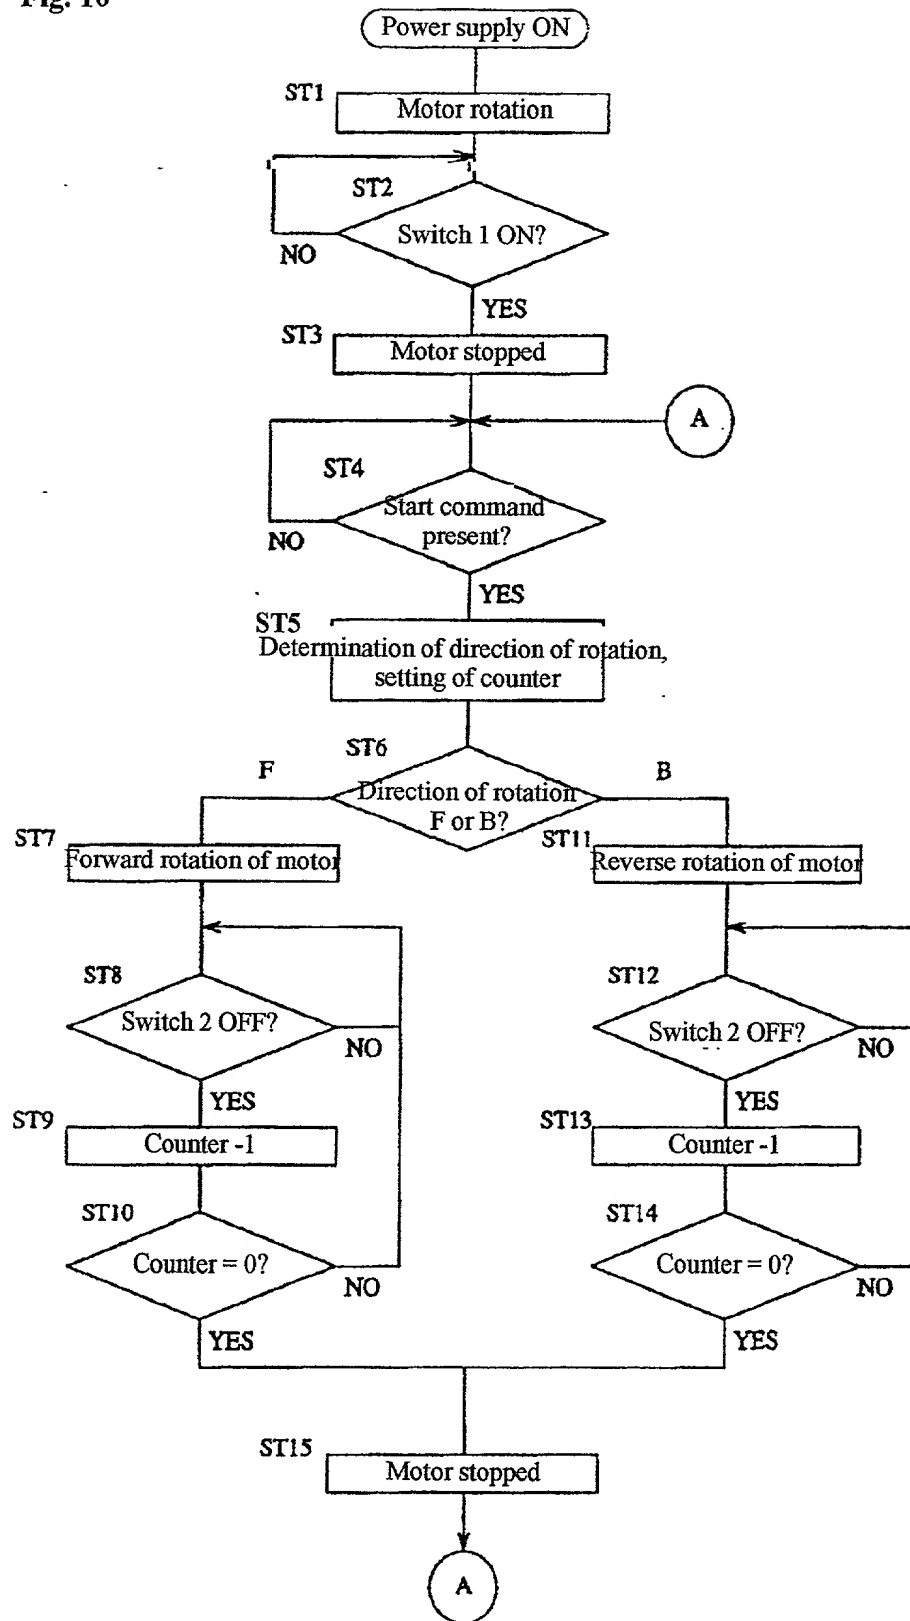 Fig. 10
Power supply ON
ST1
Motor rotation
ST2
Switch 1 ON?
NO
YES
ST3
Motor stopped
A
ST4
Start command
present?
NO
YES
ST5
Determination of direction of rotation,
setting of counter
ST6
F
B
Direction of rotation
F or B?
ST7
Forward rotation of motor
ST11
Reverse rotation of motor
ST8
Switch 2 OFF?
NO
YES
ST12
Switch 2 OFF?
NO
YES
ST9
Counter -1
ST13
Counter -1
ST10
Counter = 0?
NO
YES
ST14
Counter = 0?
NO
YES
ST15
Motor stopped
A